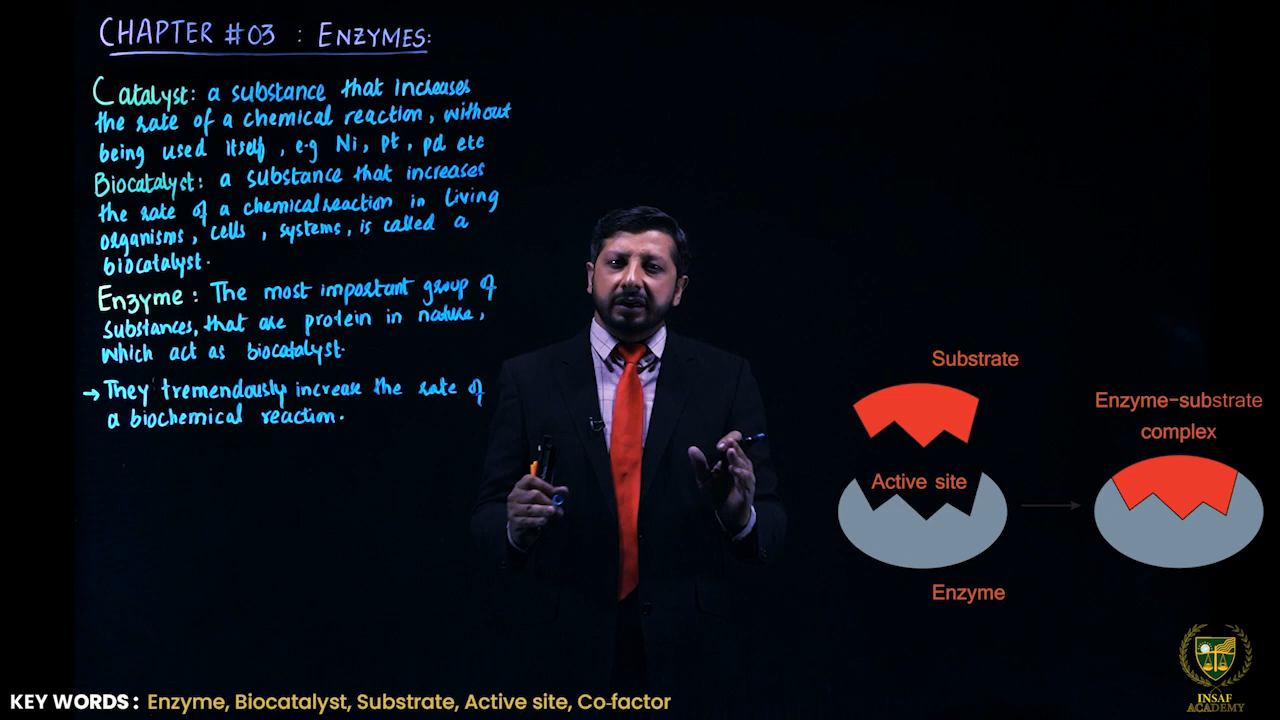 CHAPTER #03 : ENZYMES:
Catalyst: a substance that increases
the rate of a chemical reaction, without
being used itself, e.g Ni, Pt, pd etc
Biocatalyst: a substance that increases
the rate of a chemical reaction in Living
organisms, cells, systems, is called a
biocatalyst.
Enzyme: The most important group of
substances, that are protein in nature,
which act as biocatalyst.
→ They tremendously increase the rate of
a biochemical reaction.
Substrate
Active site
Enzyme
Enzyme-substrate
complex
KEY WORDS: Enzyme, Biocatalyst, Substrate, Active site, Co-factor
INSAF
ACADEMY